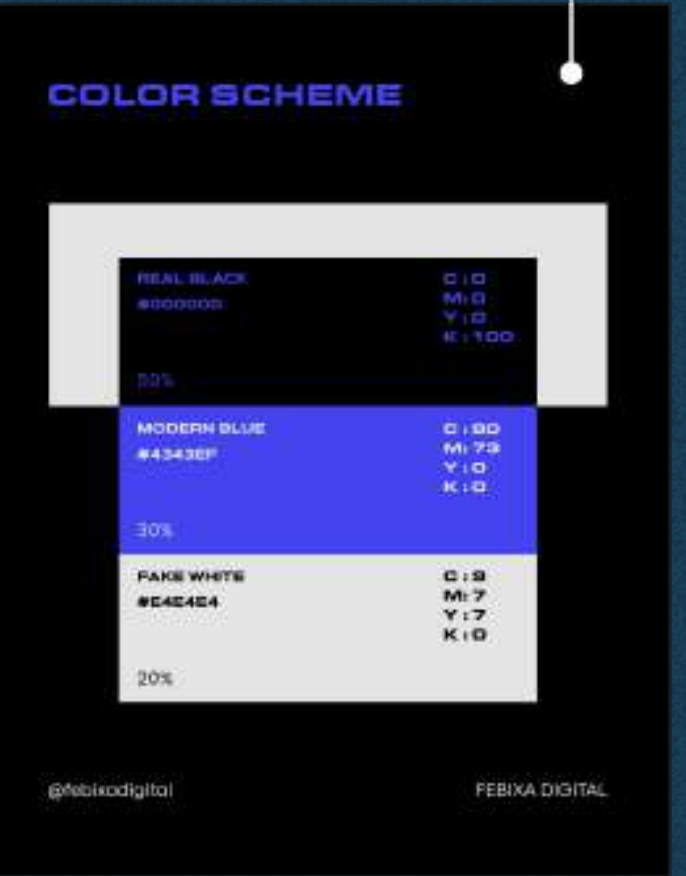 COLOR SCHEME
REAL BLACK
#000000
50%
C : 0
M: 0
Y : 0
K : 100
MODERN BLUE
#4343EF
30%
C : 80
M: 73
Y : 0
K : 0
FAKE WHITE
#E4E4E4
20%
C : 9
M: 7
Y : 7
K : 0
@febixadigital
FEBIXA DIGITAL